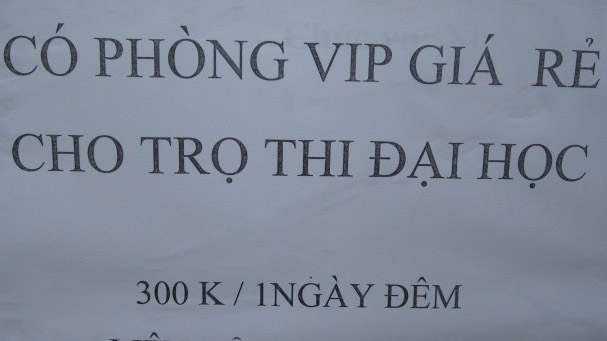 CÓ PHÒNG VIP GIÁ RẺ
CHO TRỌ THI ĐẠI HỌC
300 K / 1NGÀY ĐÊM